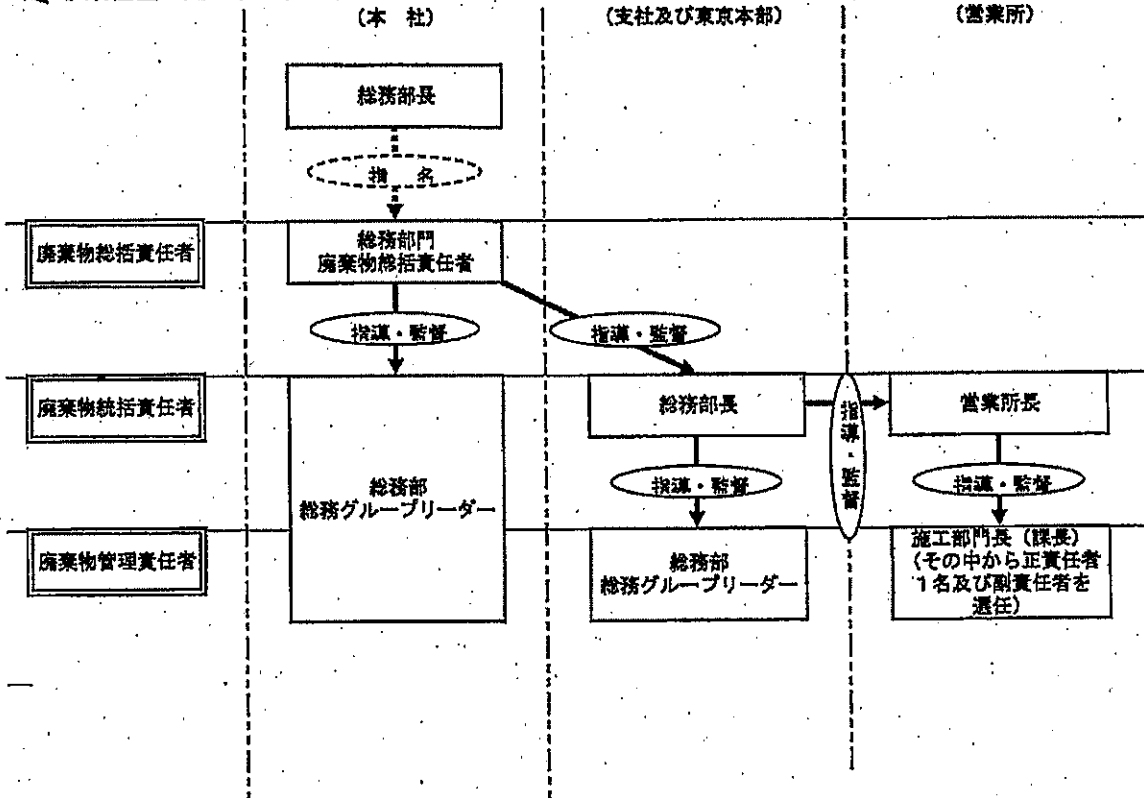 (本 社)
(支社及び東京本部)
(営業所)
総務部長
指 名
廃棄物総括責任者
総務部門
廃棄物総括責任者
指導・監督
指導・監督
廃棄物統括責任者
総務部長
指導・監督
営業所長
総務部
総務グループリーダー
指導・監督
指導・監督
廃棄物管理責任者
総務部
総務グループリーダー
施工部門長(課長)
(その中から正責任者
1名及び副責任者を
選任)